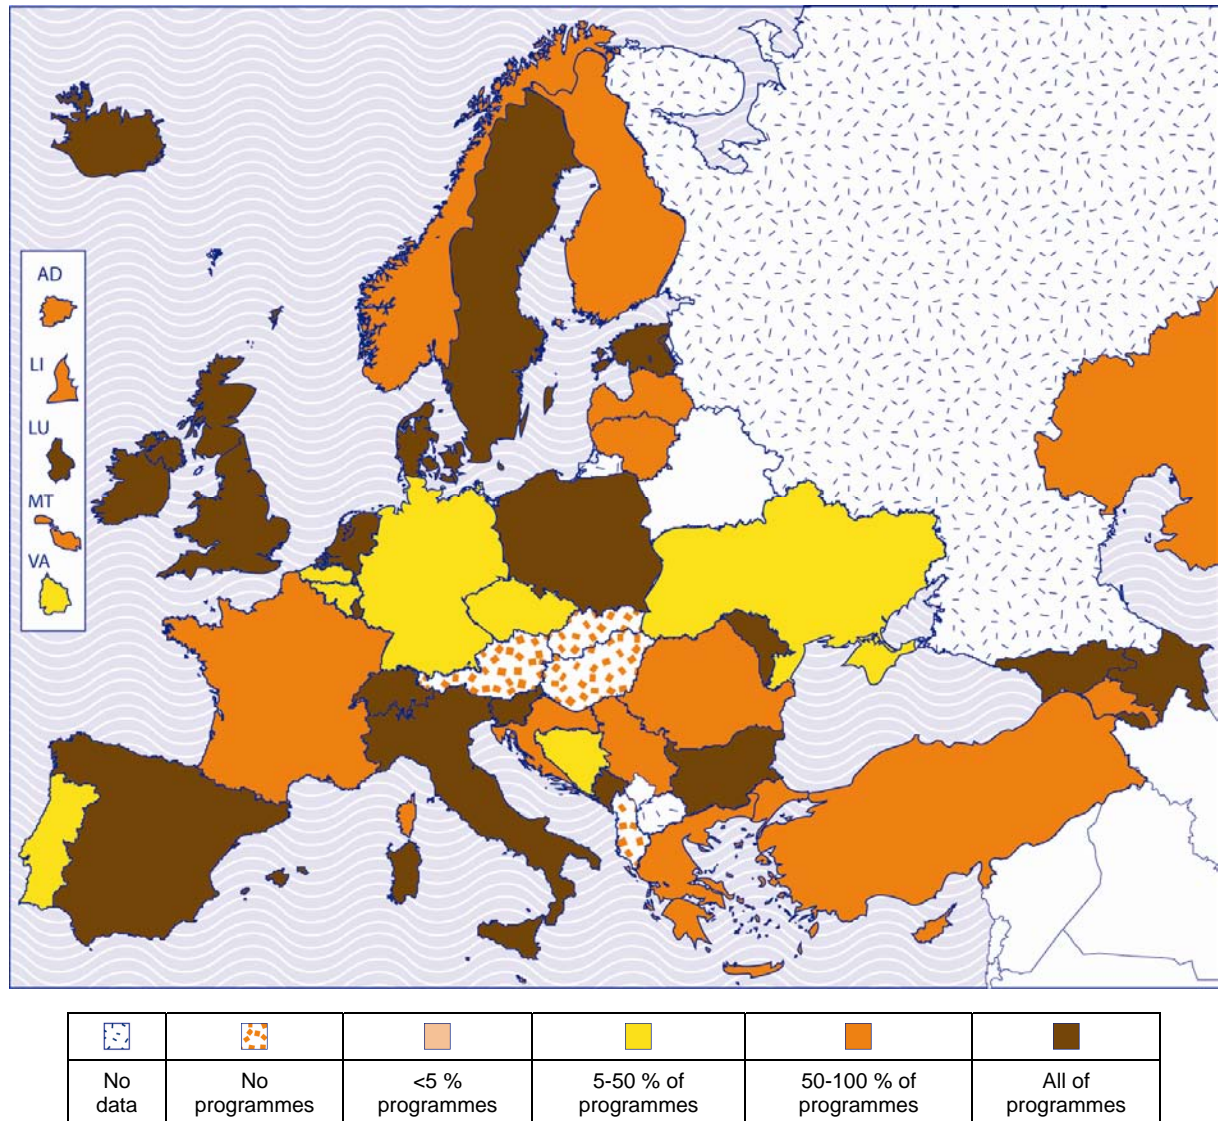 AD
LI
LU
MT
VA
No data
No programmes
<5 % programmes
5-50 % of programmes
50-100 % of programmes
All of programmes